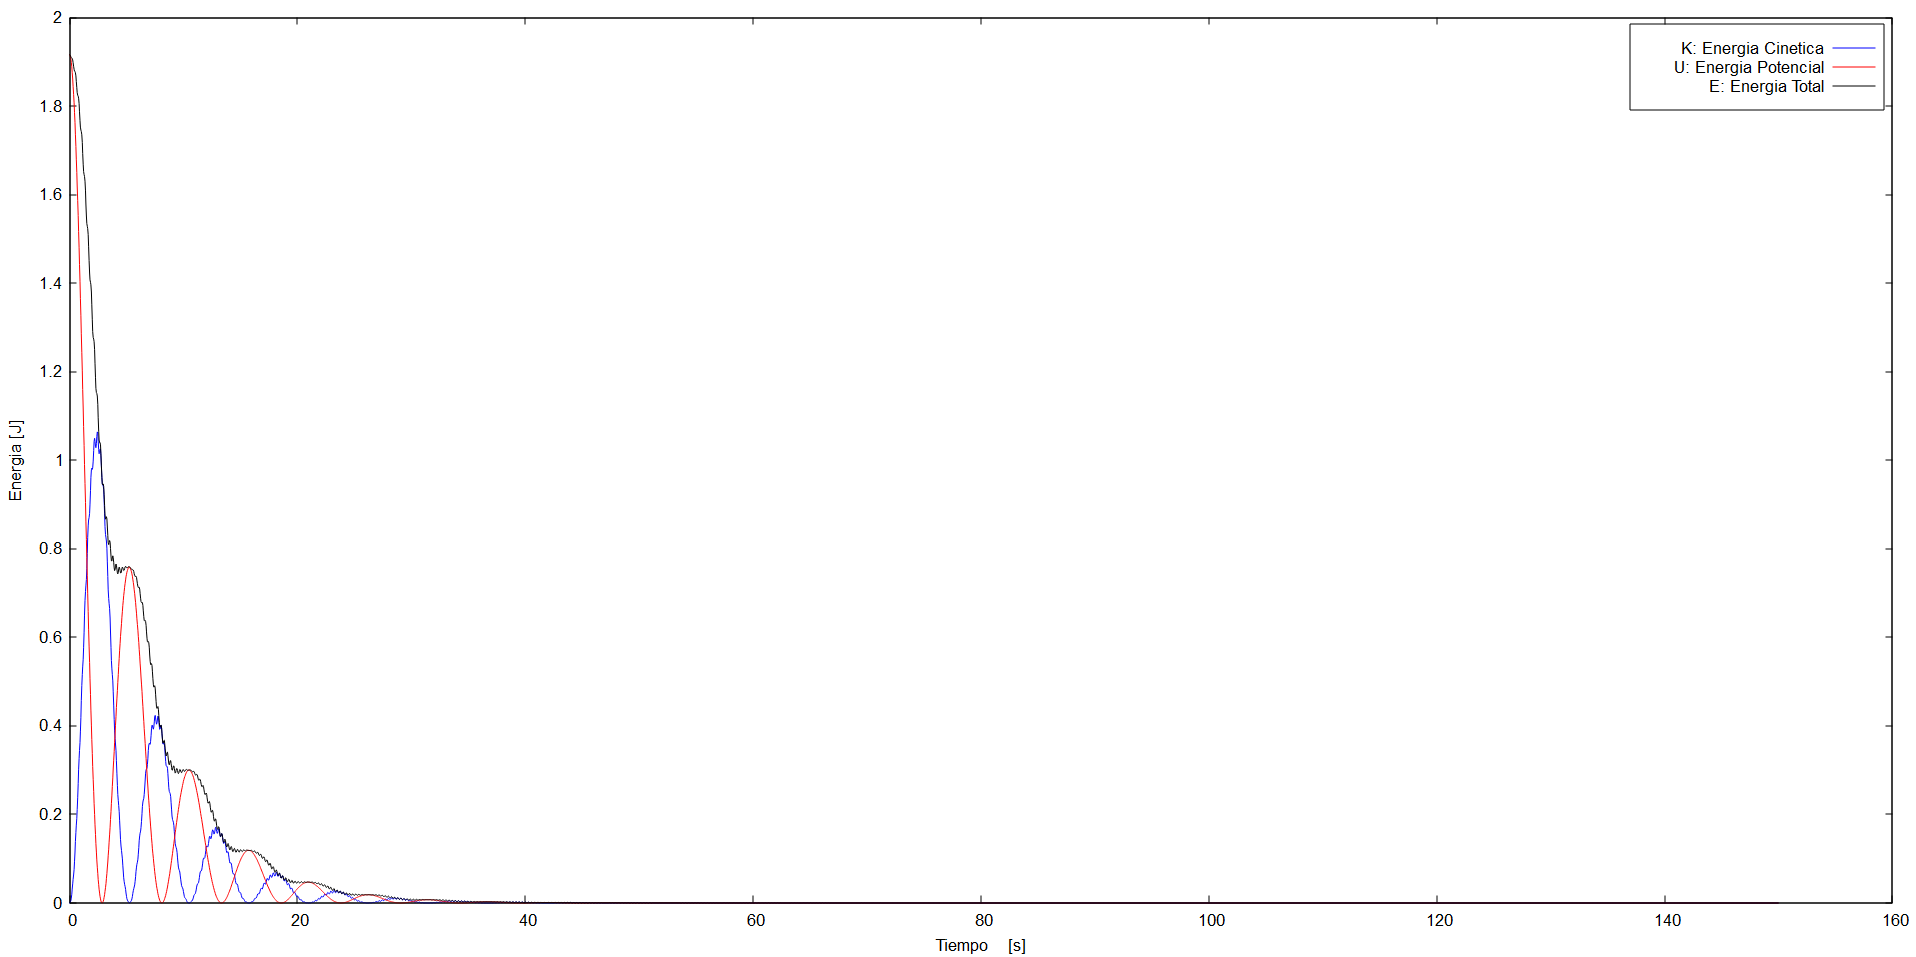 2
1.8
1.6
1.4
1.2
1
0.8
0.6
0.4
0.2
0
Energia [J]
K: Energia Cinetica
U: Energia Potencial
E: Energia Total
0 20 40 60 80 100 120 140 160
Tiempo [s]